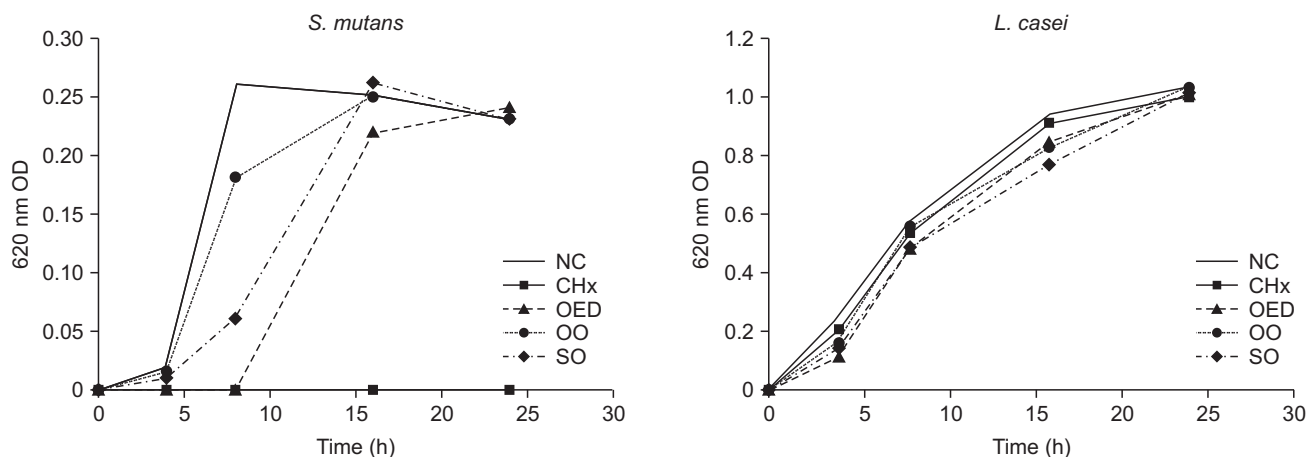 S. mutans
0.30
0.25
0.20
0.15
0.10
0.05
0
620 nm OD
0 5 10 15 20 25 30
Time (h)
NC
CHx
OED
OO
SO
L. casei
1.2
1.0
0.8
0.6
0.4
0.2
0
620 nm OD
0 5 10 15 20 25 30
Time (h)
NC
CHx
OED
OO
SO